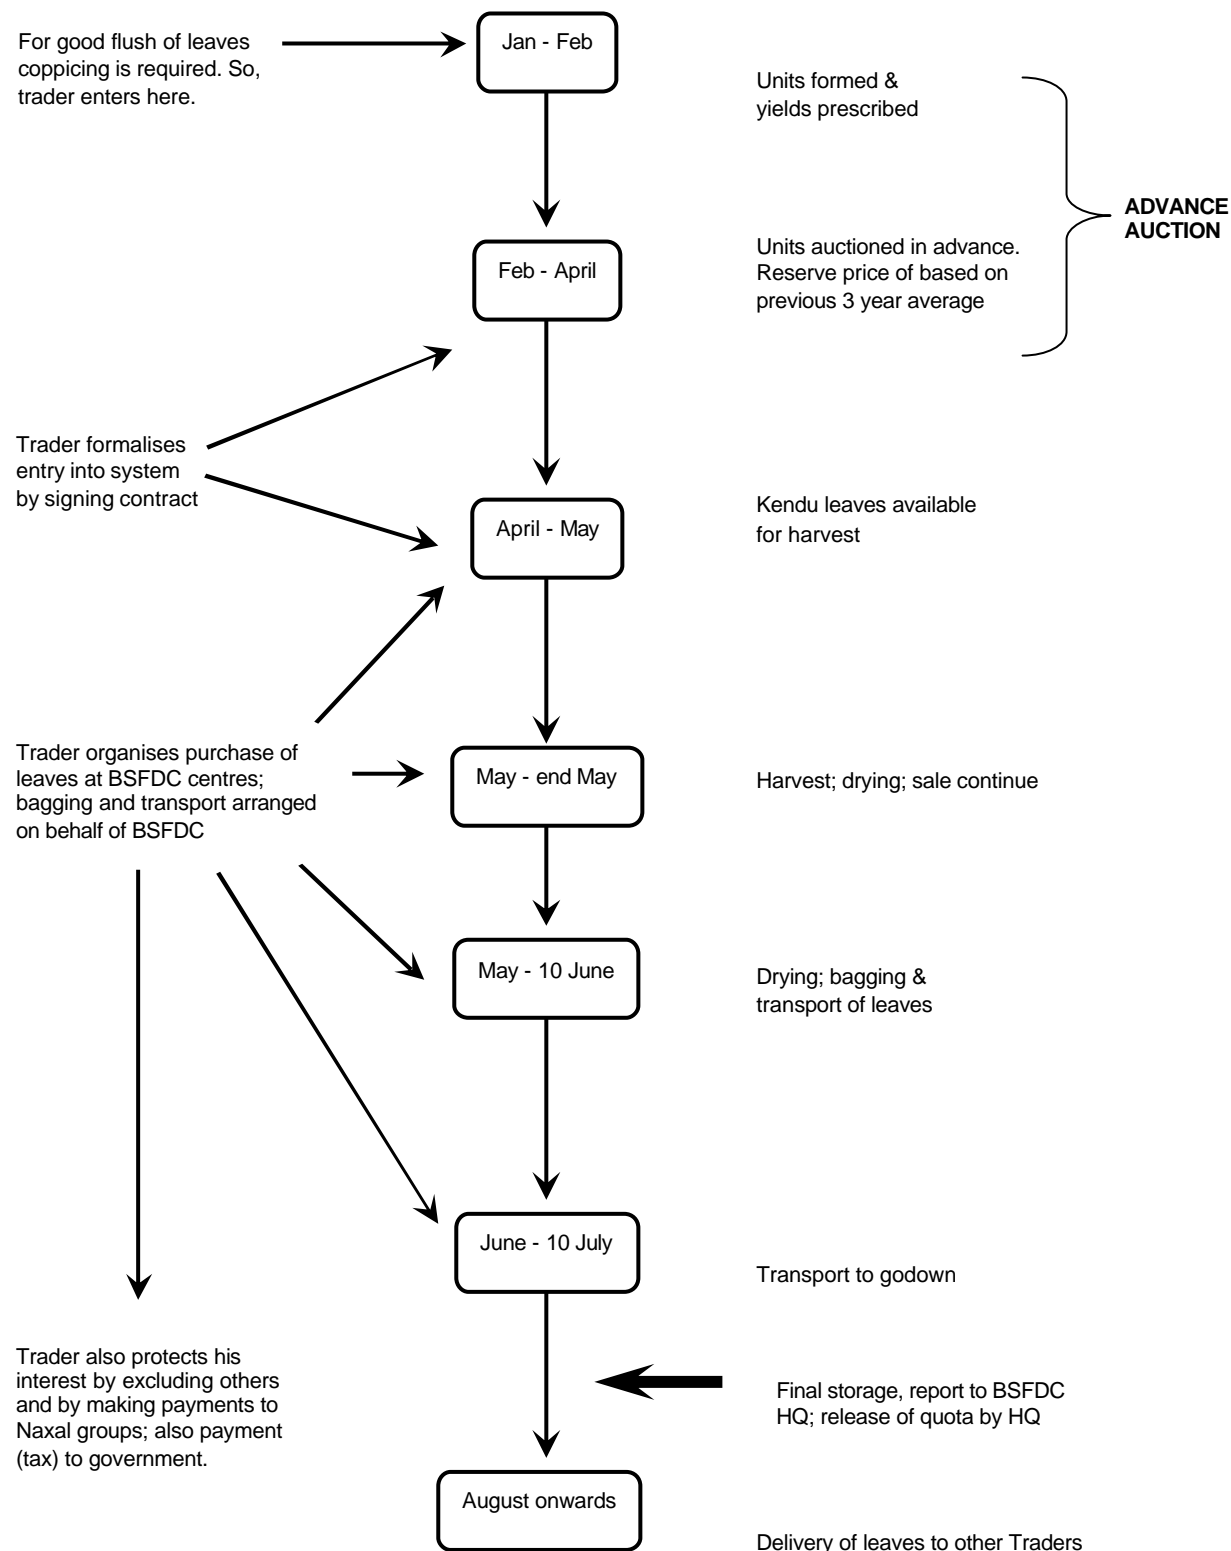 For good flush of leaves
coppicing is required. So,
trader enters here.
Jan - Feb
Units formed &
yields prescribed
ADVANCE
AUCTION
Feb - April
Units auctioned in advance.
Reserve price of based on
previous 3 year average
Trader formalises
entry into system
by signing contract
April - May
Kendu leaves available
for harvest
Trader organises purchase of
leaves at BSFDC centres;
bagging and transport arranged
on behalf of BSFDC
May - end May
Harvest; drying; sale continue
May - 10 June
Drying; bagging &
transport of leaves
June - 10 July
Transport to godown
Trader also protects his
interest by excluding others
and by making payments to
Naxal groups; also payment
(tax) to government.
Final storage, report to BSFDC
HQ; release of quota by HQ
August onwards
Delivery of leaves to other Traders